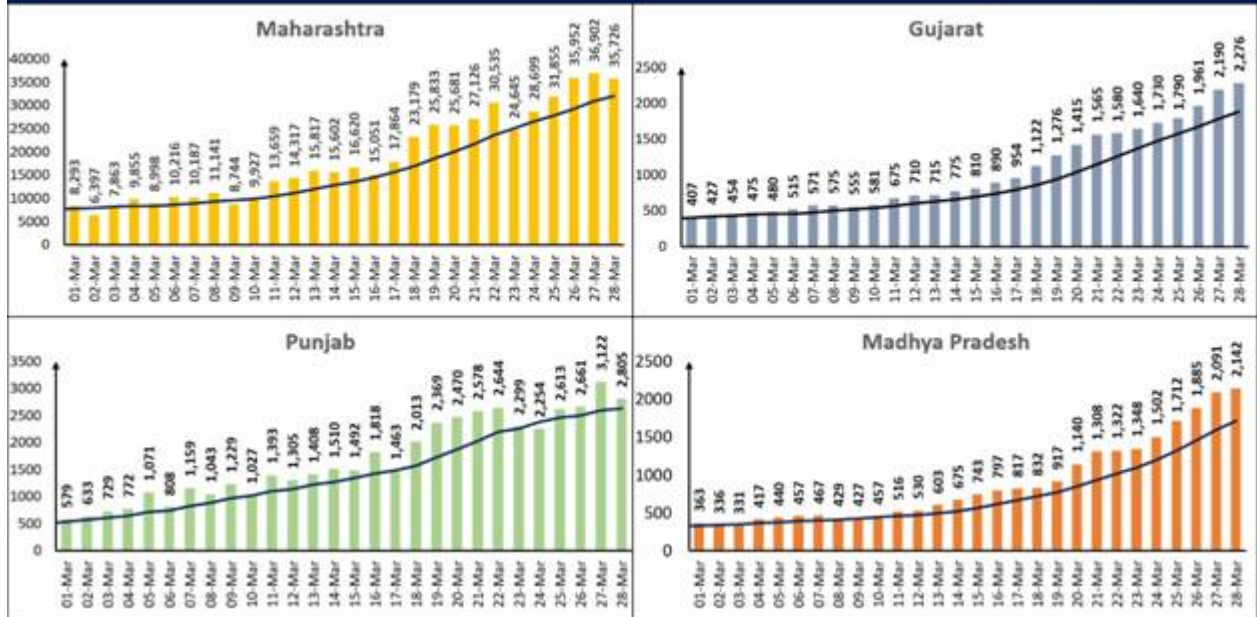 Maharashtra
40000
35000
30000
25000
20000
15000
10000
5000
0
8,293
6,397
7,863
9,855
8,998
10,216
10,187
11,141
8,744
9,927
13,659
14,317
15,817
15,602
16,620
15,051
17,864
23,179
25,833
25,681
27,126
30,535
24,645
28,699
31,855
35,952
36,902
35,726
01-Mar
02-Mar
03-Mar
04-Mar
05-Mar
06-Mar
07-Mar
08-Mar
09-Mar
10-Mar
11-Mar
12-Mar
13-Mar
14-Mar
15-Mar
16-Mar
17-Mar
18-Mar
19-Mar
20-Mar
21-Mar
22-Mar
23-Mar
24-Mar
25-Mar
26-Mar
27-Mar
28-Mar
Gujarat
2500
2000
1500
1000
500
0
407
427
454
475
480
515
571
575
555
581
675
710
715
775
810
890
954
1,122
1,276
1,415
1,565
1,580
1,640
1,730
1,790
1,961
2,190
2,276
01-Mar
02-Mar
03-Mar
04-Mar
05-Mar
06-Mar
07-Mar
08-Mar
09-Mar
10-Mar
11-Mar
12-Mar
13-Mar
14-Mar
15-Mar
16-Mar
17-Mar
18-Mar
19-Mar
20-Mar
21-Mar
22-Mar
23-Mar
24-Mar
25-Mar
26-Mar
27-Mar
28-Mar
Punjab
3500
3000
2500
2000
1500
1000
500
0
579
633
729
772
1,071
808
1,159
1,043
1,229
1,027
1,393
1,305
1,408
1,510
1,492
1,818
1,463
2,013
2,369
2,470
2,578
2,644
2,299
2,254
2,613
2,661
3,122
2,805
01-Mar
02-Mar
03-Mar
04-Mar
05-Mar
06-Mar
07-Mar
08-Mar
09-Mar
10-Mar
11-Mar
12-Mar
13-Mar
14-Mar
15-Mar
16-Mar
17-Mar
18-Mar
19-Mar
20-Mar
21-Mar
22-Mar
23-Mar
24-Mar
25-Mar
26-Mar
27-Mar
28-Mar
Madhya Pradesh
2500
2000
1500
1000
500
0
363
336
331
417
440
457
467
429
427
457
516
530
603
675
743
797
817
832
917
1,140
1,308
1,322
1,348
1,502
1,712
1,885
2,091
2,142
01-Mar
02-Mar
03-Mar
04-Mar
05-Mar
06-Mar
07-Mar
08-Mar
09-Mar
10-Mar
11-Mar
12-Mar
13-Mar
14-Mar
15-Mar
16-Mar
17-Mar
18-Mar
19-Mar
20-Mar
21-Mar
22-Mar
23-Mar
24-Mar
25-Mar
26-Mar
27-Mar
28-Mar